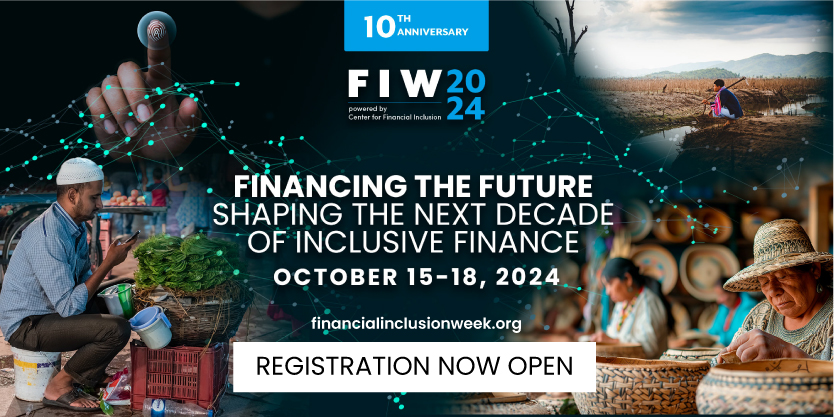 10TH ANNIVERSARY
FIW 2024
powered by
Center for Financial Inclusion
FINANCING THE FUTURE
SHAPING THE NEXT DECADE
OF INCLUSIVE FINANCE
OCTOBER 15-18, 2024
financialinclusionweek.org
REGISTRATION NOW OPEN